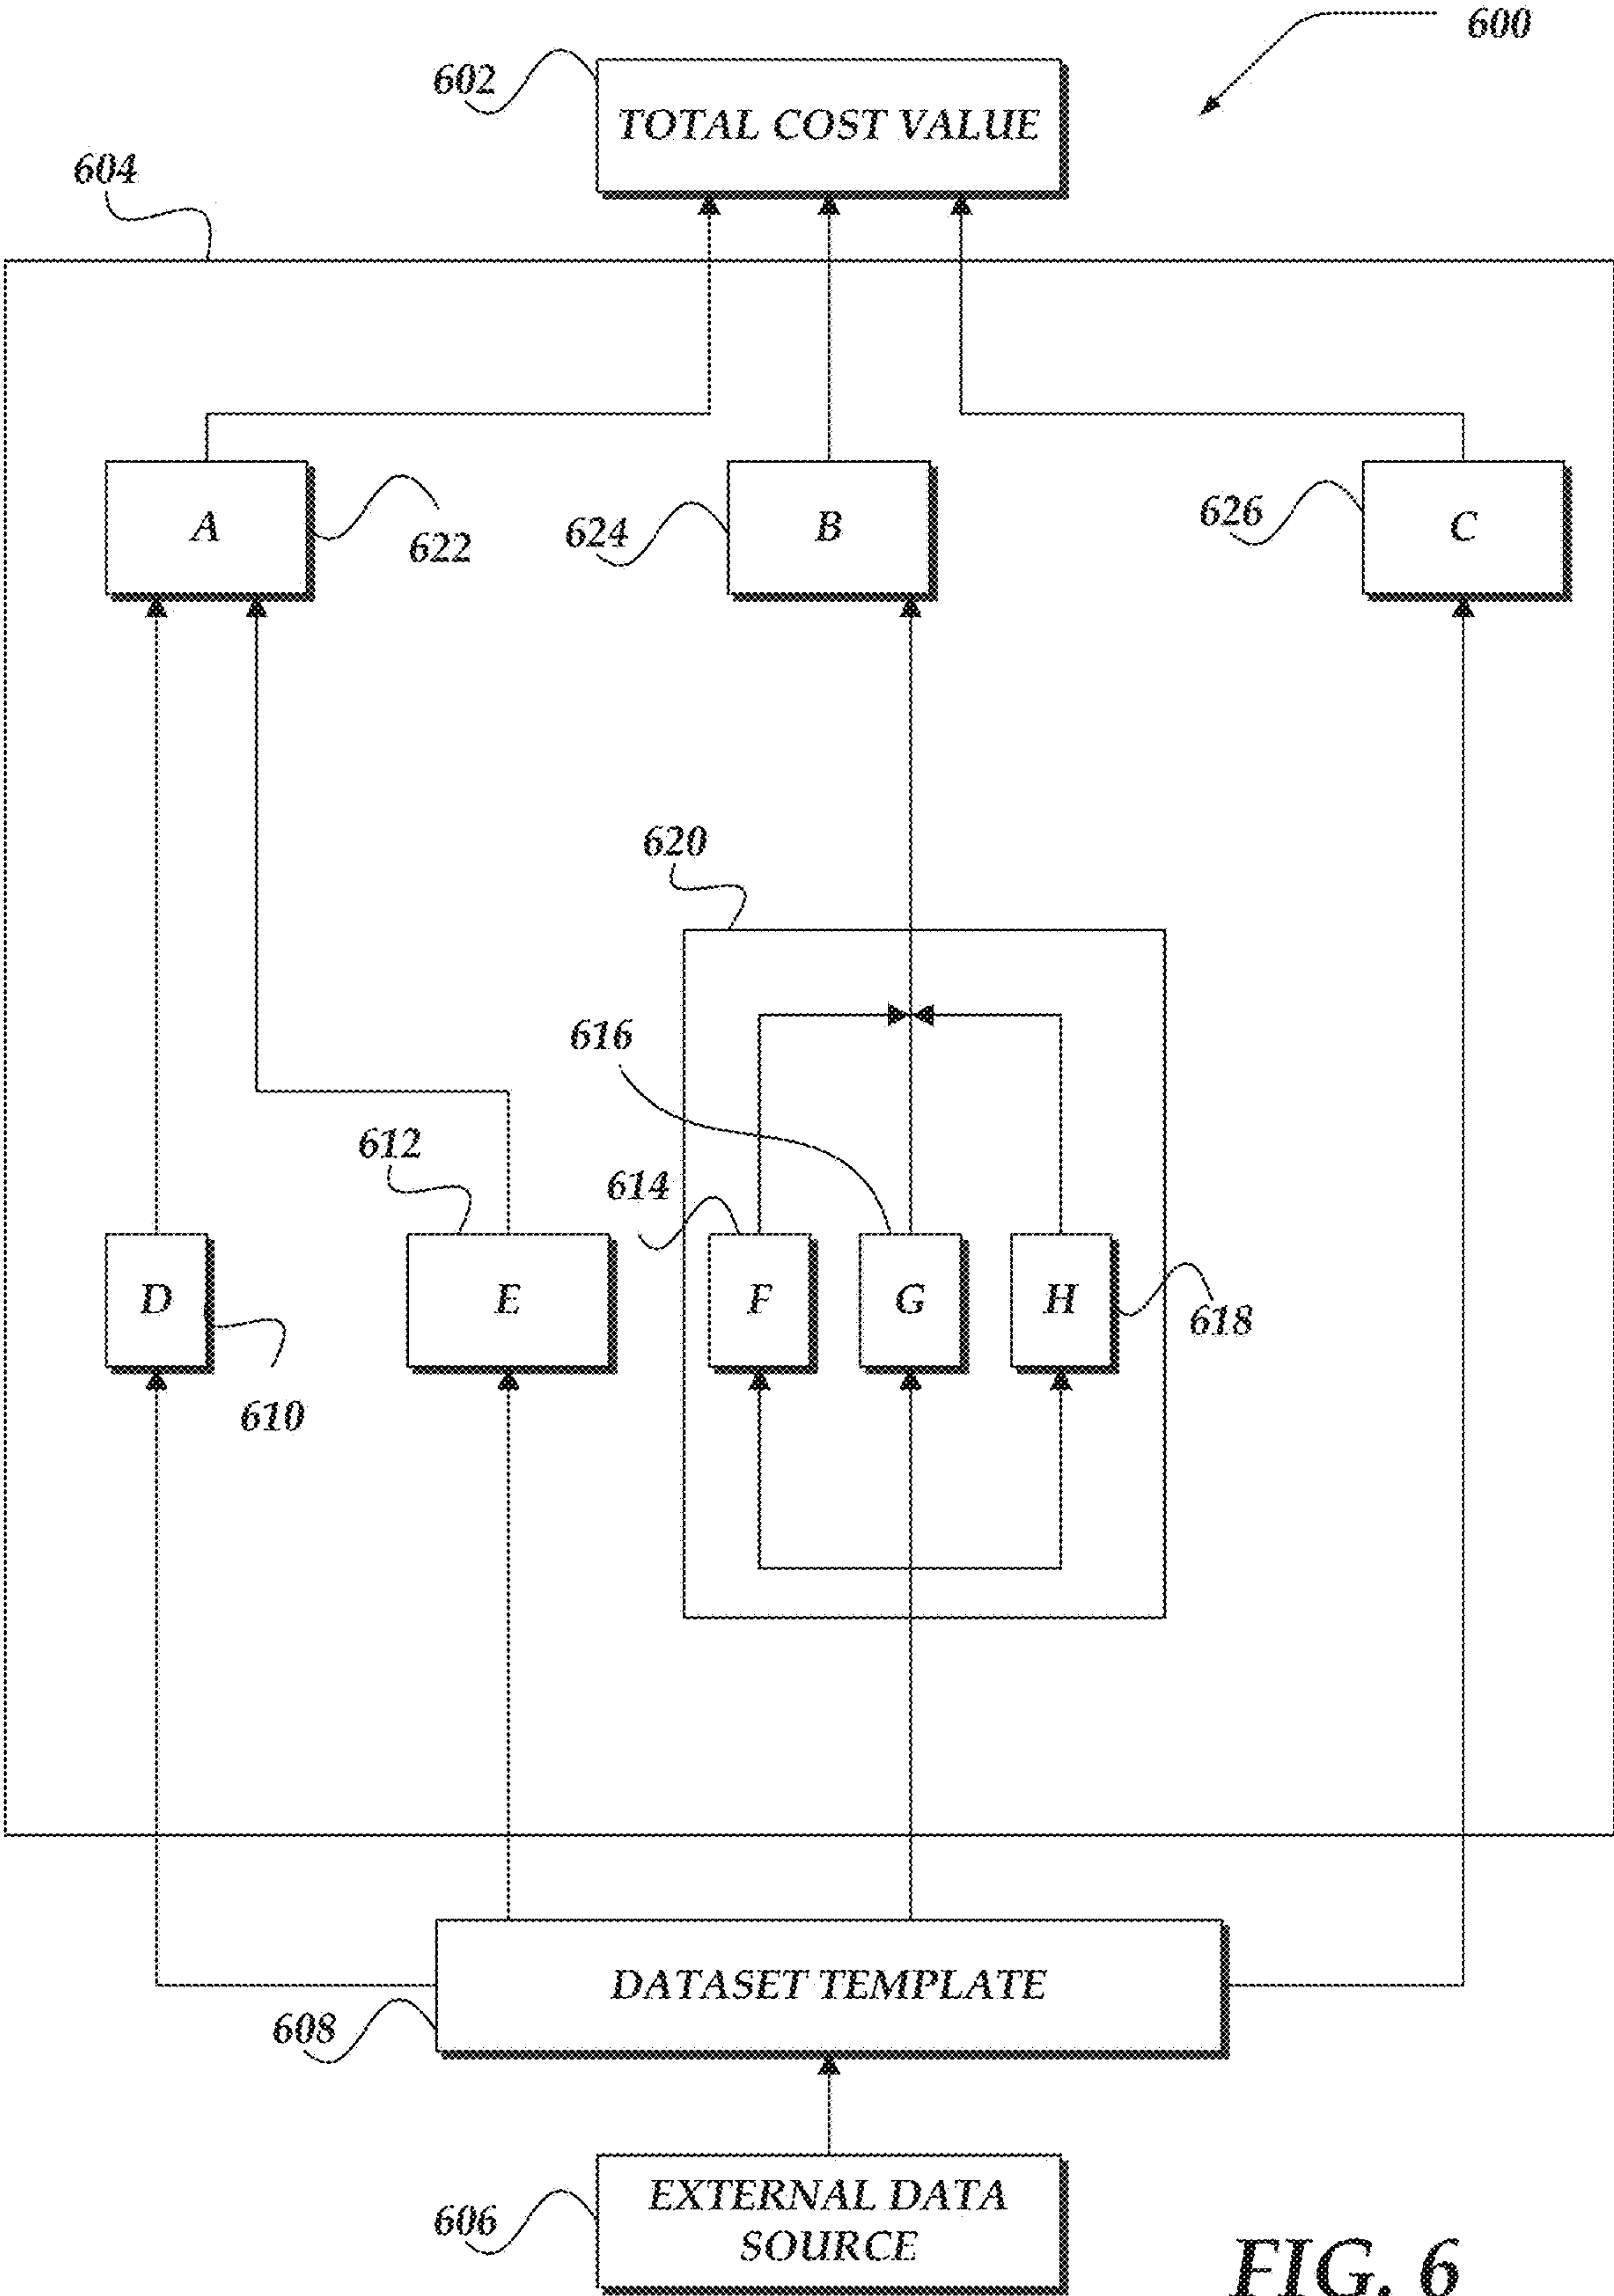 600
602
TOTAL COST VALUE
604
A
622
624
B
626
C
620
616
612
614
D
E
F
G
H
618
610
DATASET TEMPLATE
608
EXTERNAL DATA
SOURCE
606
FIG. 6